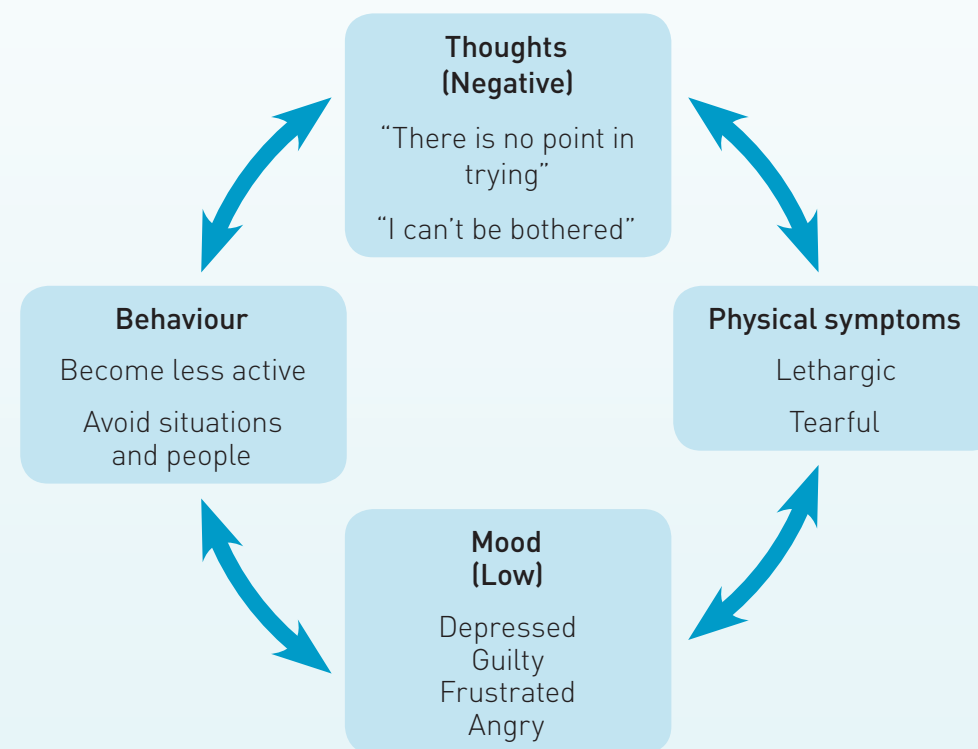 Thoughts
(Negative)
“There is no point in
trying”
“I can't be bothered”
Behaviour
Become less active
Avoid situations
and people
Physical symptoms
Lethargic
Tearful
Mood
(Low)
Depressed
Guilty
Frustrated
Angry